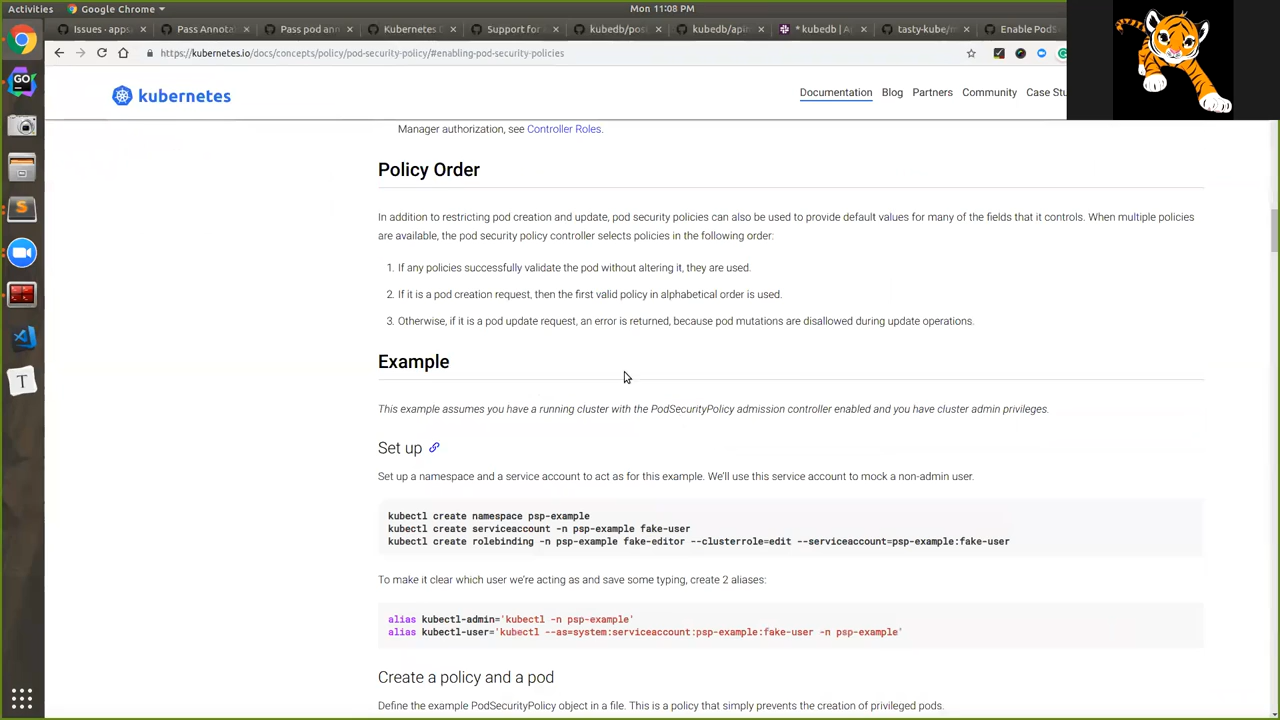 Activities
Google Chrome
Mon 11:08 PM
Issues · apps
Pass Annota
Pass pod ann
Kubernetes
Support for
kubedb/pos
kubedb/apim
* kubedb | A
tasty-kube/m
Enable PodS
https://kubernetes.io/docs/concepts/policy/pod-security-policy/#enabling-pod-security-policies
kubernetes
Documentation Blog Partners Community Case Stu
Manager authorization, see Controller Roles.
Policy Order
In addition to restricting pod creation and update, pod security policies can also be used to provide default values for many of the fields that it controls. When multiple policies
are available, the pod security policy controller selects policies in the following order:
1. If any policies successfully validate the pod without altering it, they are used.
2. If it is a pod creation request, then the first valid policy in alphabetical order is used.
3. Otherwise, if it is a pod update request, an error is returned, because pod mutations are disallowed during update operations.
Example
This example assumes you have a running cluster with the PodSecurityPolicy admission controller enabled and you have cluster admin privileges.
Set up
Set up a namespace and a service account to act as for this example. We'll use this service account to mock a non-admin user.
kubectl create namespace psp-example
kubectl create serviceaccount -n psp-example fake-user
kubectl create rolebinding -n psp-example fake-editor --clusterrole=edit --serviceaccount=psp-example:fake-user
To make it clear which user we're acting as and save some typing, create 2 aliases:
alias kubectl-admin='kubectl -n psp-example'
alias kubectl-user='kubectl --as=system:serviceaccount:psp-example:fake-user -n psp-example'
Create a policy and a pod
Define the example PodSecurityPolicy object in a file. This is a policy that simply prevents the creation of privileged pods.
GO
S
T